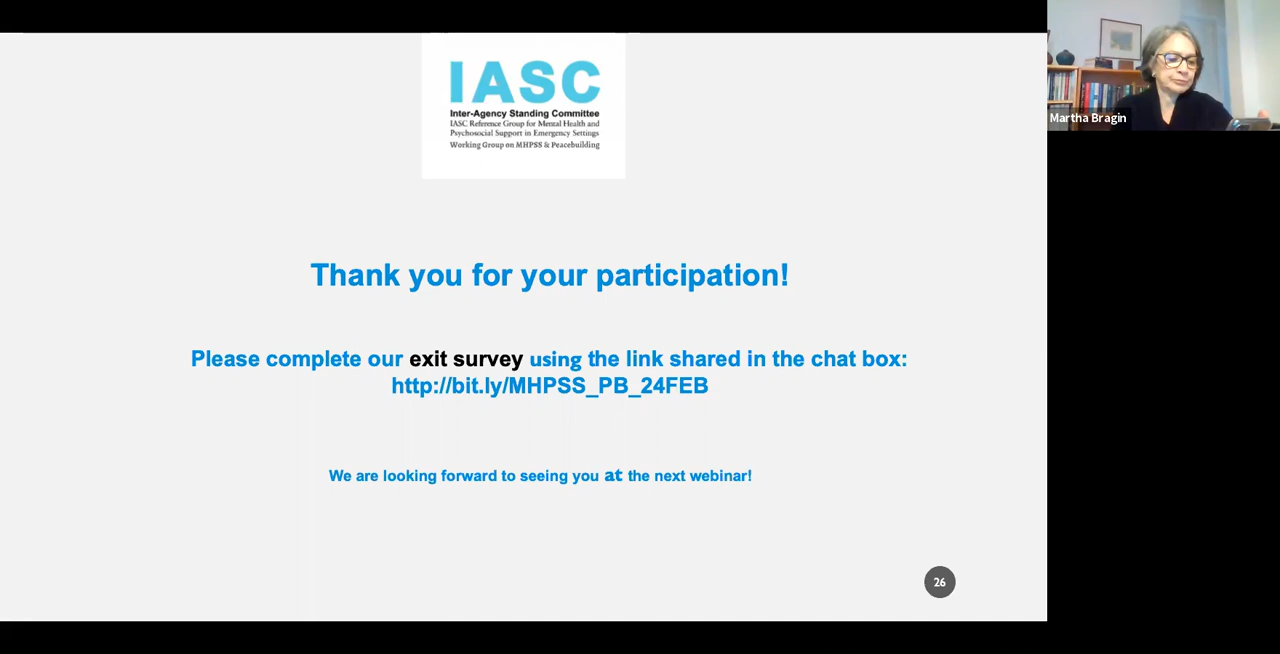 IASC
Inter-Agency Standing Committee
IASC Reference Group for Mental Health and
Psychosocial Support in Emergency Settings
Working Group on MHPSS & Peacebuilding
Martha Bragin
Thank you for your participation!
Please complete our exit survey using the link shared in the chat box:
http://bit.ly/MHPSS_PB_24FEB
We are looking forward to seeing you at the next webinar!
26